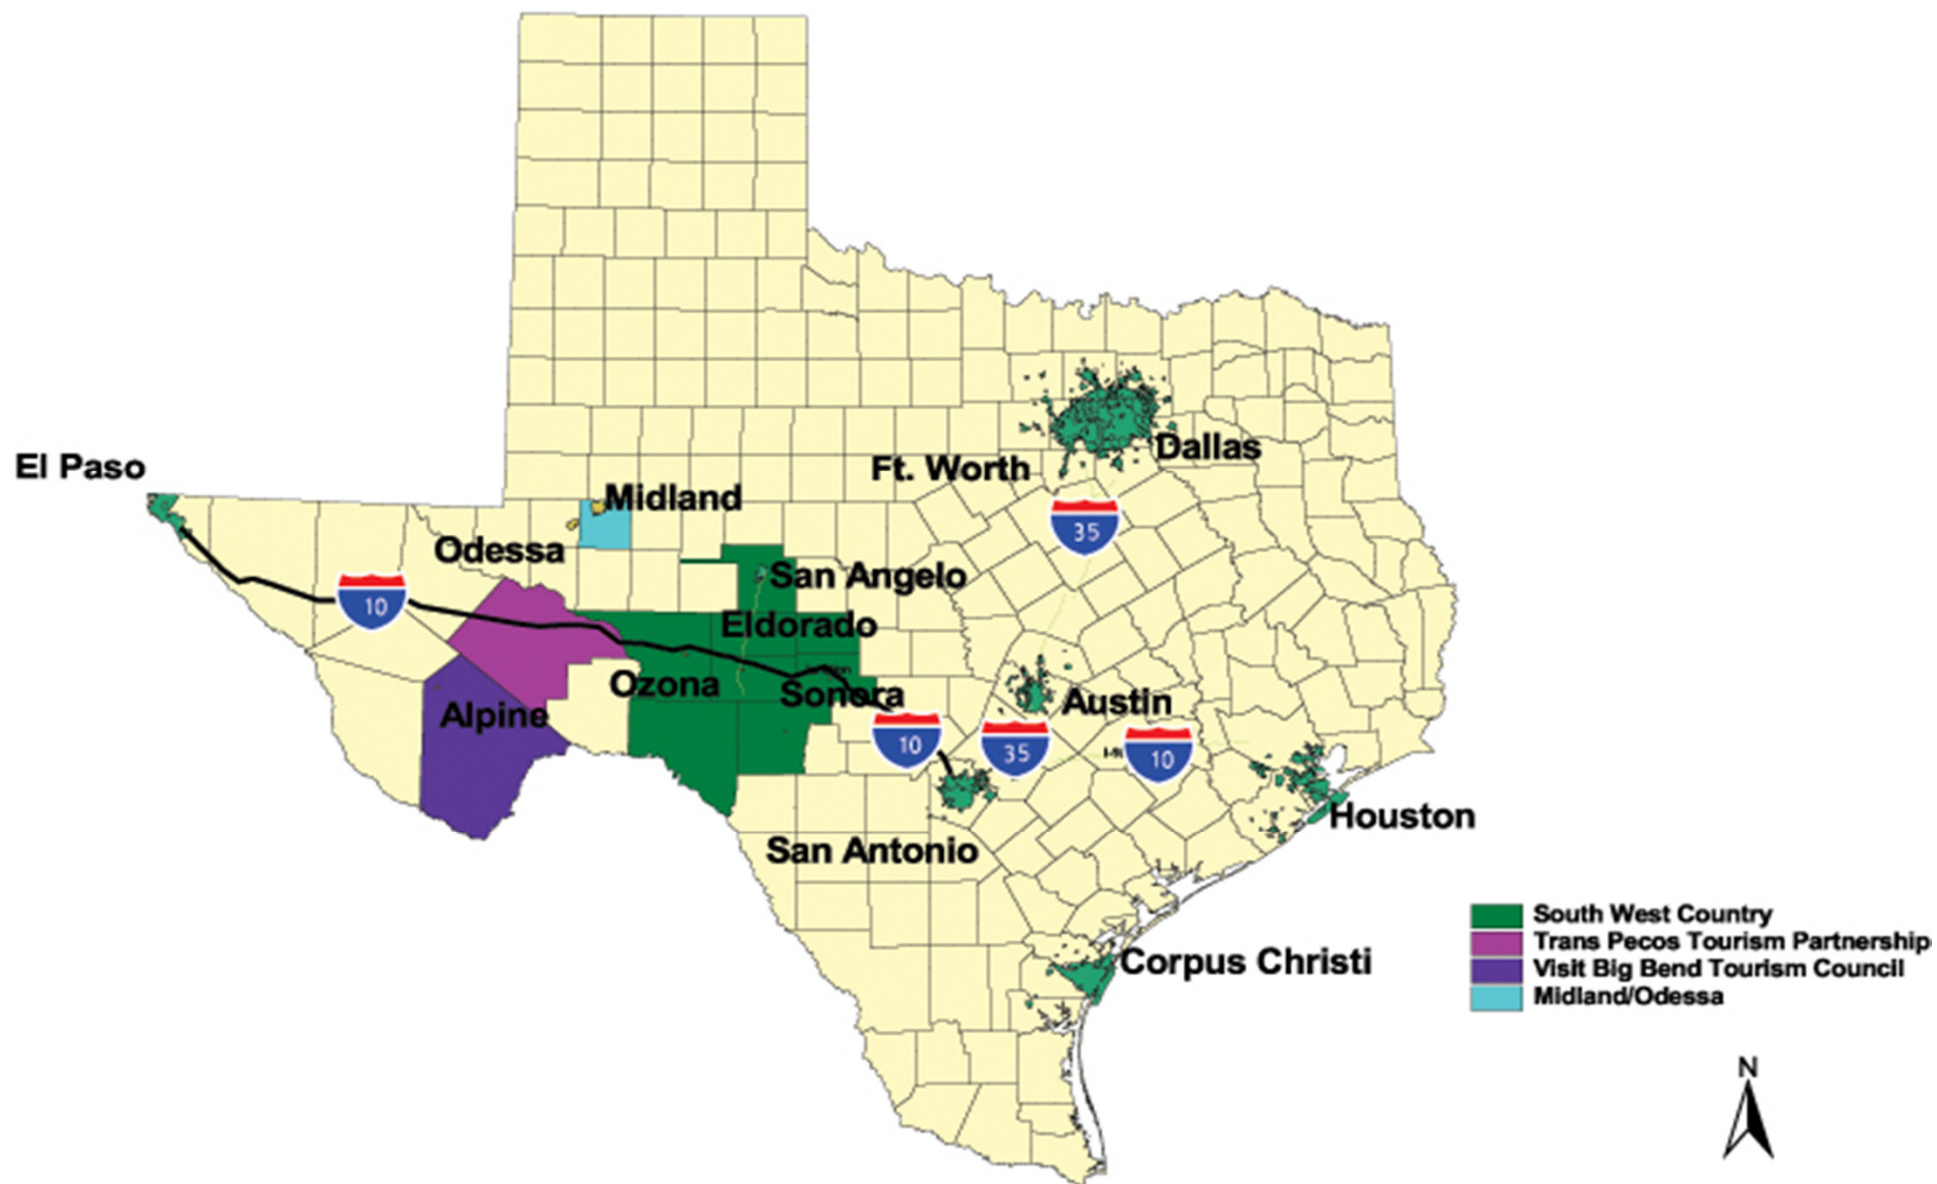 El Paso
Ft. Worth
Dallas
Midland
35
Odessa
San Angelo
10
Eldorado
Ozona
Sonora
Austin
Alpine
10
35
10
Houston
San Antonio
Corpus Christi
South West Country
Trans Pecos Tourism Partnership
Visit Big Bend Tourism Council
Midland/Odessa
N